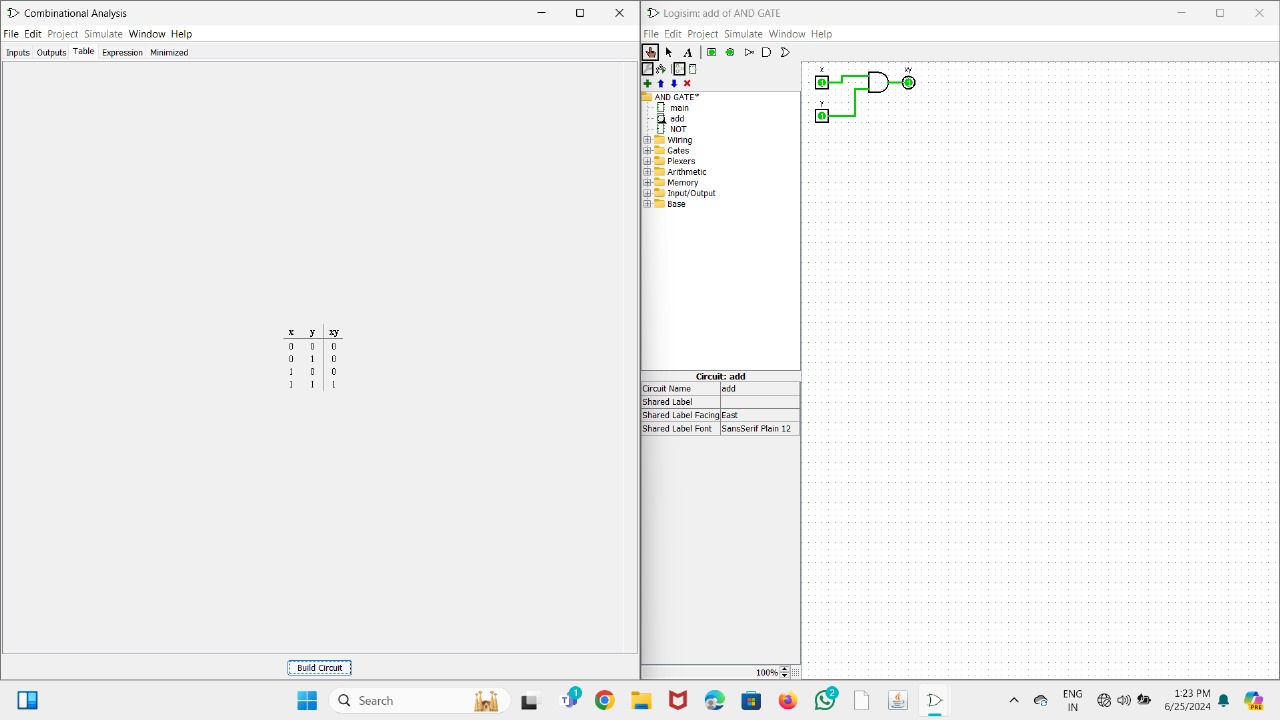 Combinational Analysis
File Edit Project Simulate Window Help
Inputs Outputs Table Expression Minimized
x y xy
0 0 0
0 1 0
1 0 0
1 1 1
Build Circuit
Logisim: add of AND GATE
File Edit Project Simulate Window Help
A
AND GATE*
main
add
NOT
Wiring
Gates
Plexers
Arithmetic
Memory
Input/Output
Base
Circuit: add
Circuit Name add
Shared Label
Shared Label Facing East
Shared Label Font SansSerif Plain 12
100%
x
xy
1
1
y
1
Search
1
2
ENG
IN
1:23 PM
6/25/2024
PRE